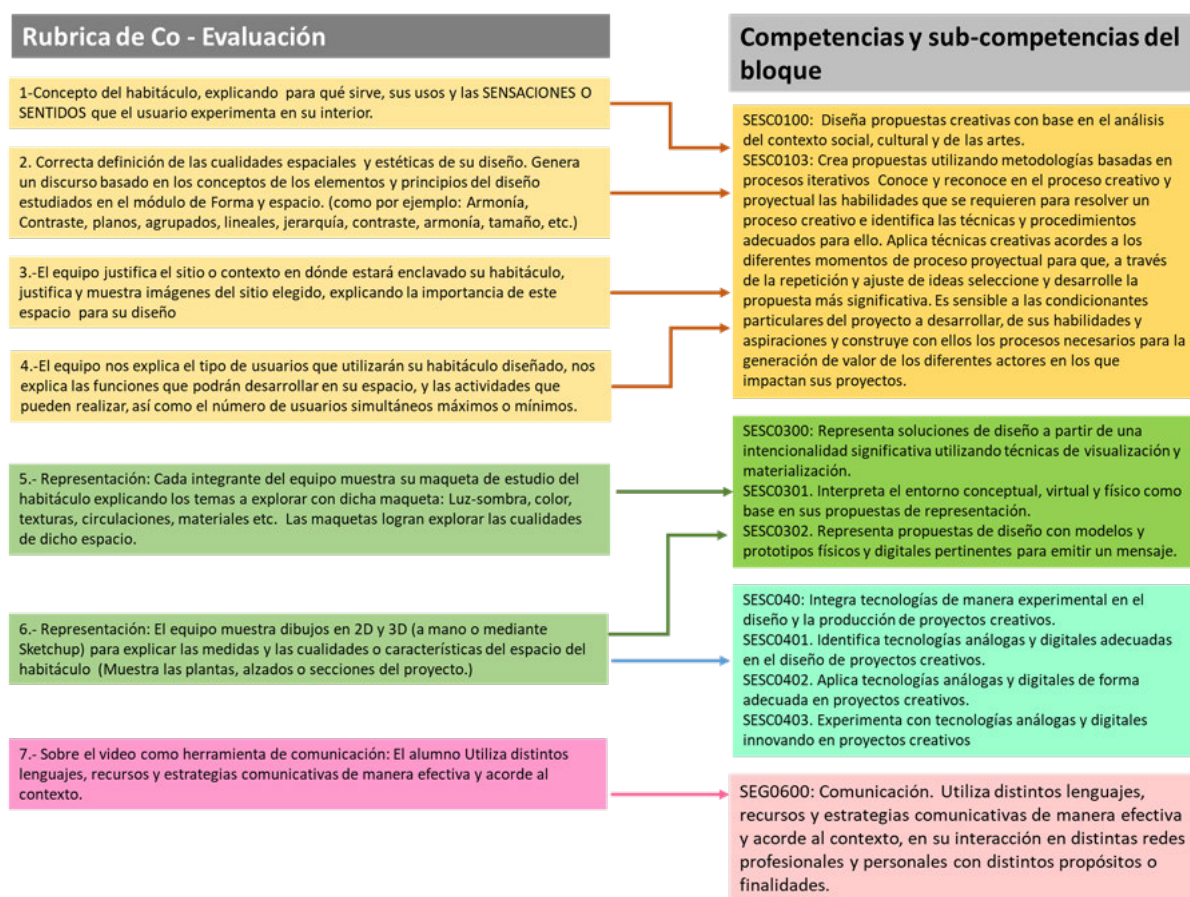 Rubrica de Co - Evaluación
1-Concepto del habitáculo, explicando para qué sirve, sus usos y las SENSACIONES O
SENTIDOS que el usuario experimenta en su interior.
2. Correcta definición de las cualidades espaciales y estéticas de su diseño. Genera
un discurso basado en los conceptos de los elementos y principios del diseño
estudiados en el módulo de Forma y espacio. (como por ejemplo: Armonía,
Contraste, planos, agrupados, lineales, jerarquía, contraste, armonía, tamaño, etc.)
3.-El equipo justifica el sitio o contexto en dónde estará enclavado su habitáculo,
justifica y muestra imágenes del sitio elegido, explicando la importancia de este
espacio para su diseño
4.-El equipo nos explica el tipo de usuarios que utilizarán su habitáculo diseñado, nos
explica las funciones que podrán desarrollar en su espacio, y las actividades que
pueden realizar, así como el número de usuarios simultáneos máximos o mínimos.
5.- Representación: Cada integrante del equipo muestra su maqueta de estudio del
habitáculo explicando los temas a explorar con dicha maqueta: Luz-sombra, color,
texturas, circulaciones, materiales etc. Las maquetas logran explorar las cualidades
de dicho espacio.
6.- Representación: El equipo muestra dibujos en 2D y 3D (a mano o mediante
Sketchup) para explicar las medidas y las cualidades o características del espacio del
habitáculo (Muestra las plantas, alzados o secciones del proyecto.)
7.- Sobre el video como herramienta de comunicación: El alumno Utiliza distintos
lenguajes, recursos y estrategias comunicativas de manera efectiva y acorde al
contexto.
Competencias y sub-competencias del
bloque
SESC0100: Diseña propuestas creativas con base en el análisis
del contexto social, cultural y de las artes.
SESC0103: Crea propuestas utilizando metodologías basadas en
procesos iterativos Conoce y reconoce en el proceso creativo y
proyectual las habilidades que se requieren para resolver un
proceso creativo e identifica las técnicas y procedimientos
adecuados para ello. Aplica técnicas creativas acordes a los
diferentes momentos de proceso proyectual para que, a través
de la repetición y ajuste de ideas seleccione y desarrolle la
propuesta más significativa. Es sensible a las condicionantes
particulares del proyecto a desarrollar, de sus habilidades y
aspiraciones y construye con ellos los procesos necesarios para la
generación de valor de los diferentes actores en los que
impactan sus proyectos.
SESC0300: Representa soluciones de diseño a partir de una
intencionalidad significativa utilizando técnicas de visualización y
materialización.
SESC0301. Interpreta el entorno conceptual, virtual y físico como
base en sus propuestas de representación.
SESC0302. Representa propuestas de diseño con modelos y
prototipos físicos y digitales pertinentes para emitir un mensaje.
SESC040: Integra tecnologías de manera experimental en el
diseño y la producción de proyectos creativos.
SESC0401. Identifica tecnologías análogas y digitales adecuadas
en el diseño de proyectos creativos.
SESC0402. Aplica tecnologías análogas y digitales de forma
adecuada en proyectos creativos.
SESC0403. Experimenta con tecnologías análogas y digitales
innovando en proyectos creativos
SEG0600: Comunicación. Utiliza distintos lenguajes,
recursos y estrategias comunicativas de manera efectiva
y acorde al contexto, en su interacción en distintas redes
profesionales y personales con distintos propósitos o
finalidades.